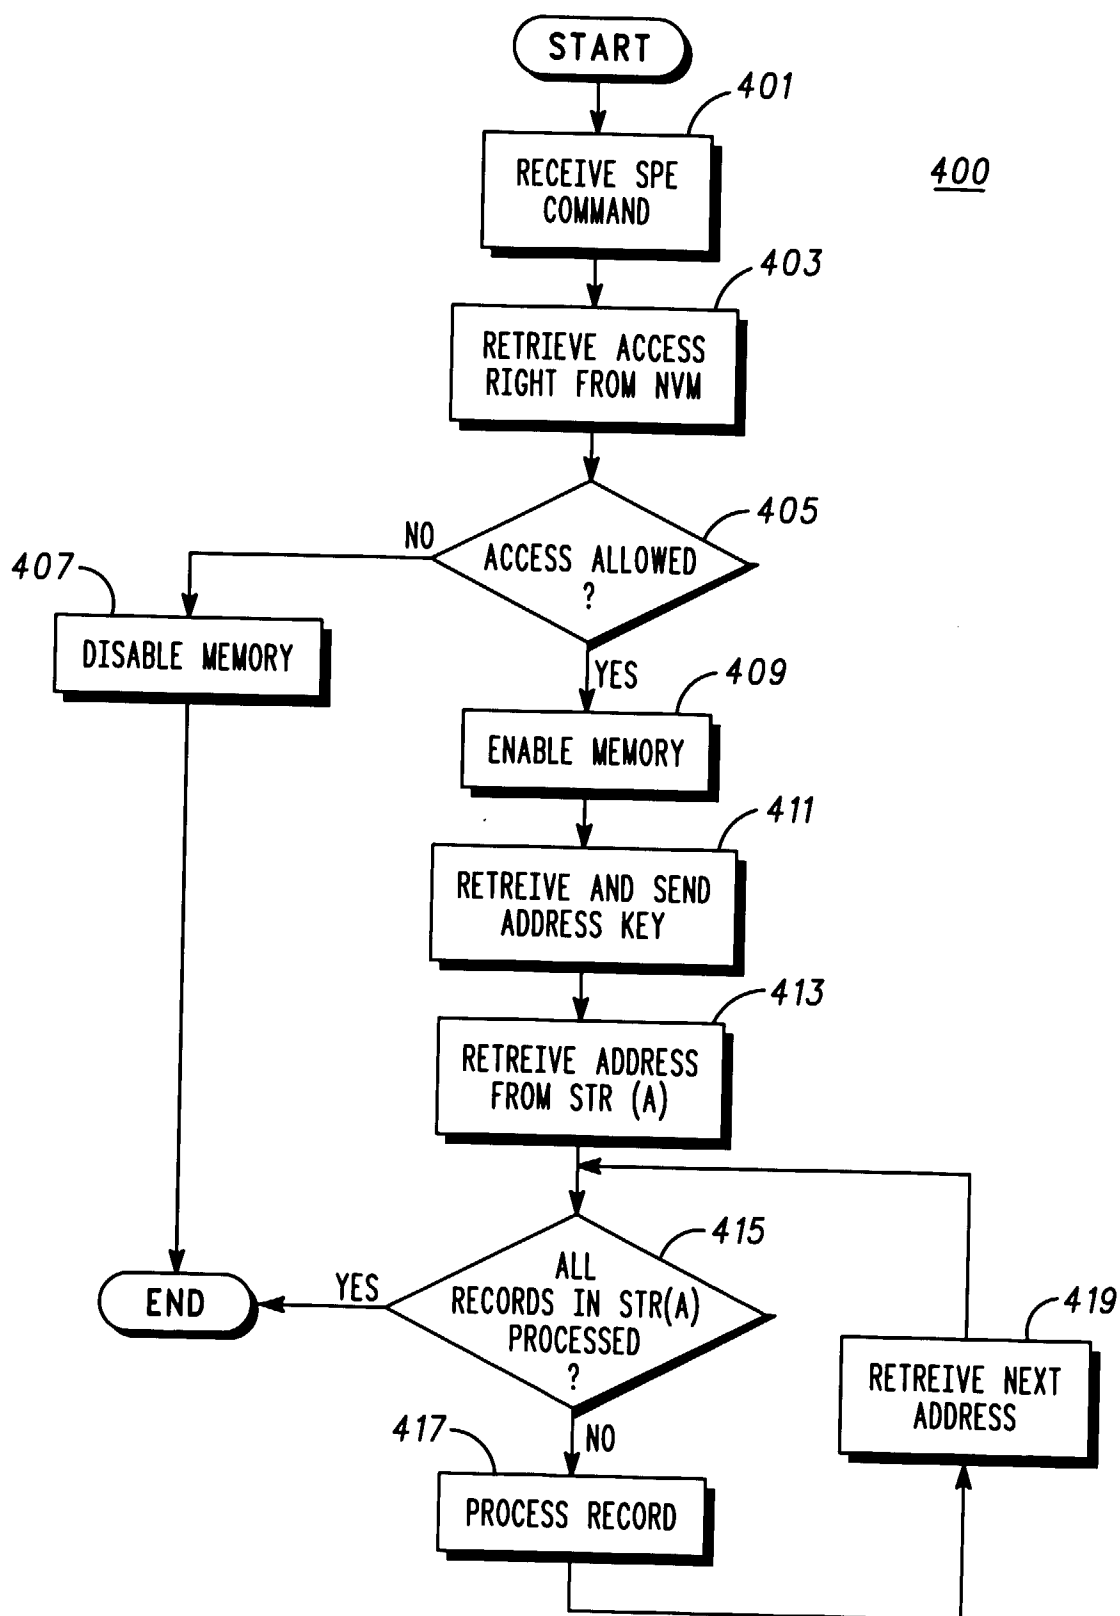 START
401
RECEIVE SPE
COMMAND
400
403
RETRIEVE ACCESS
RIGHT FROM NVM
405
NO
ACCESS ALLOWED
?
407
DISABLE MEMORY
YES
409
ENABLE MEMORY
411
RETREIVE AND SEND
ADDRESS KEY
413
RETREIVE ADDRESS
FROM STR (A)
415
ALL
RECORDS IN STR(A)
PROCESSED
?
YES
END
419
RETREIVE NEXT
ADDRESS
NO
417
PROCESS RECORD